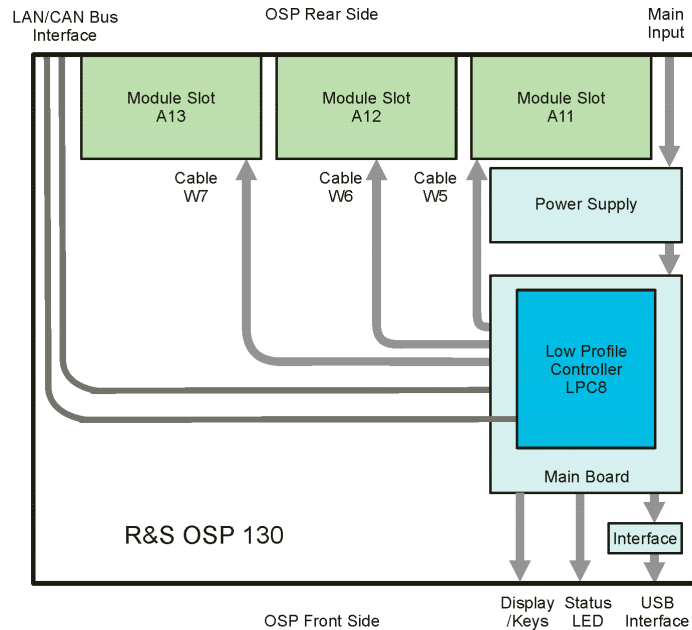 LAN/CAN Bus
Interface
OSP Rear Side
Main
Input
Module Slot
A13
Module Slot
A12
Module Slot
A11
Cable
W7
Cable
W6
Cable
W5
Power Supply
Low Profile
Controller
LPC8
Main Board
R&S OSP 130
Interface
Display
/Keys
Status
LED
USB
Interface
OSP Front Side